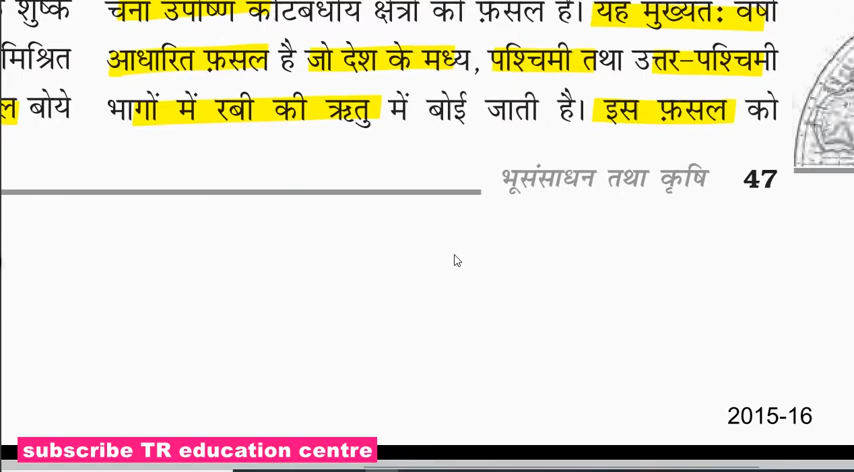 शुष्क
मिश्रित
ल बोये
चना उपोष्ण कटिबंधीय क्षेत्रों की फ़सल है। यह मुख्यत: वर्षा
आधारित फ़सल है जो देश के मध्य, पश्चिमी तथा उत्तर-पश्चिमी
भागों में रबी की ऋतु में बोई जाती है। इस फ़सल को
भूसंसाधन तथा कृषि 47
2015-16
subscribe TR education centre